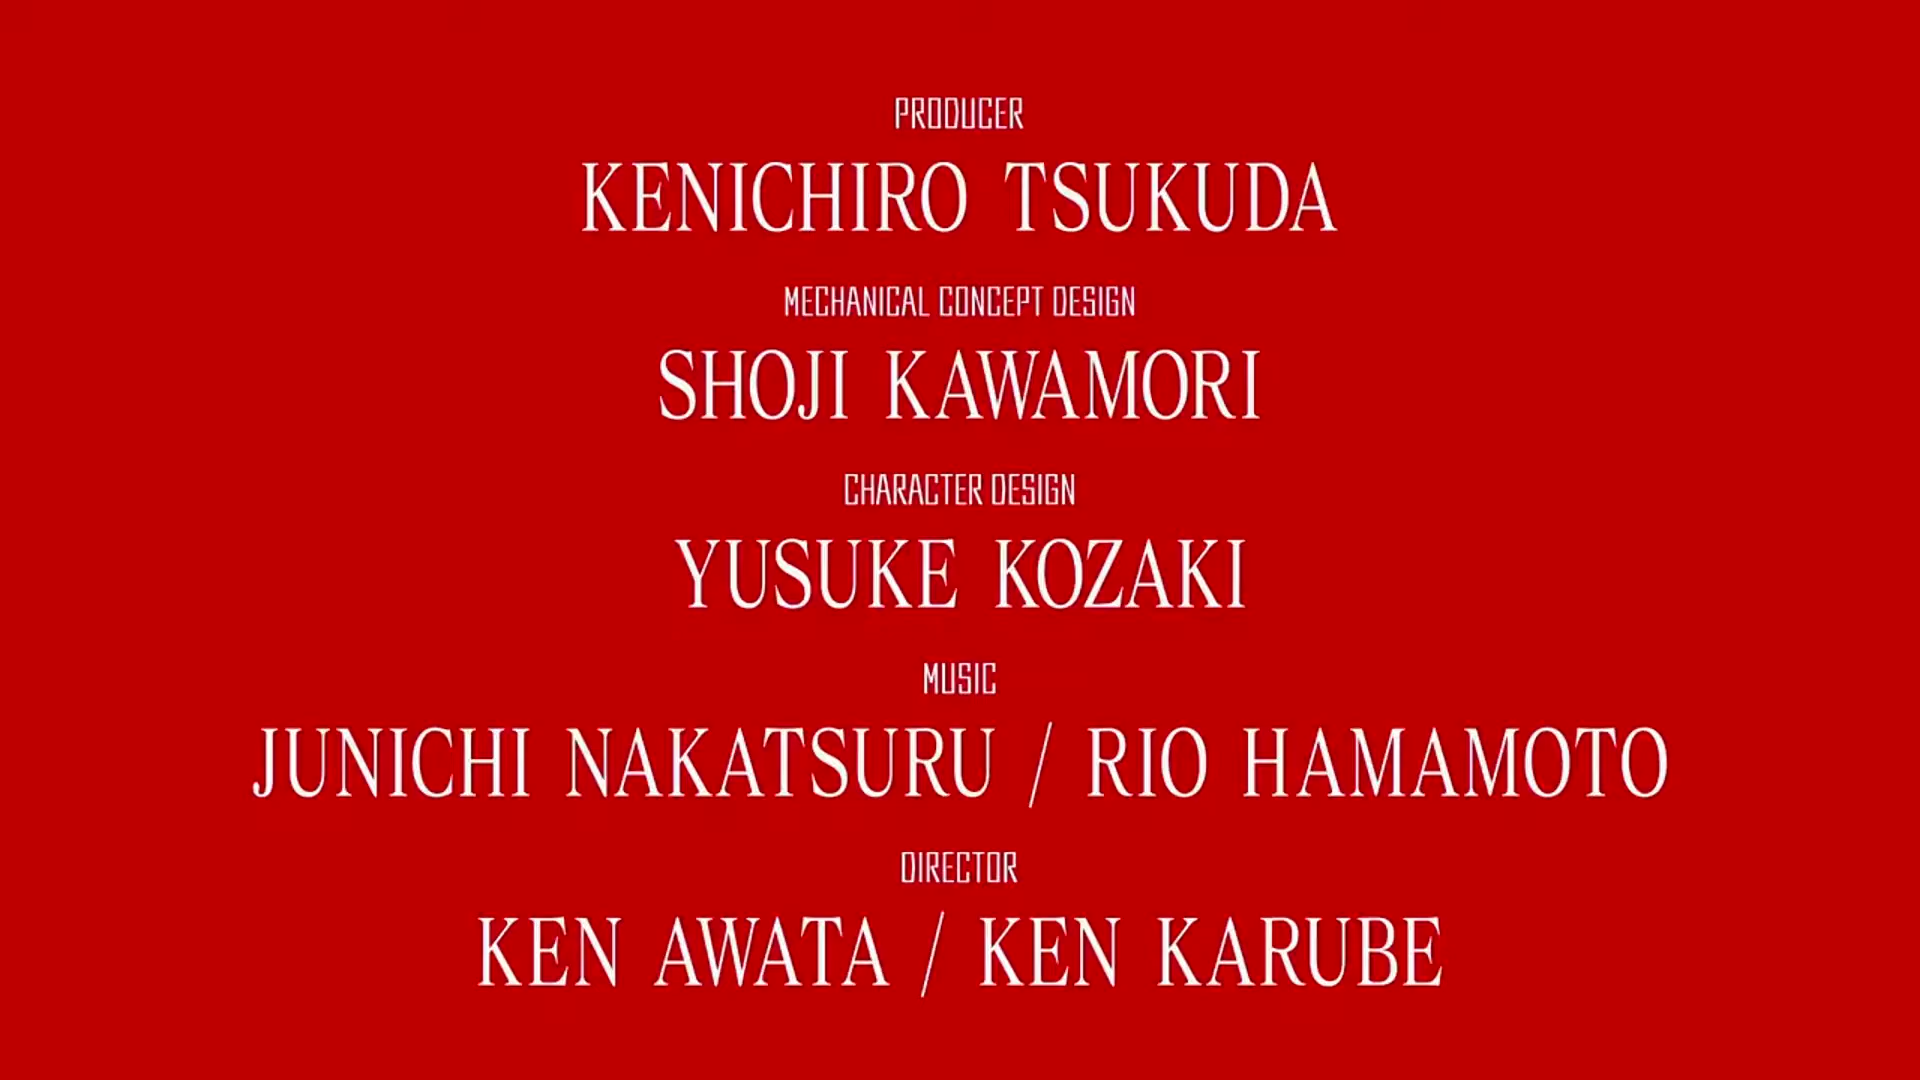 PRODUCER
KENICHIRO TSUKUDA
MECHANICAL CONCEPT DESIGN
SHOJI KAWAMORI
CHARACTER DESIGN
YUSUKE KOZAKI
MUSIC
JUNICHI NAKATSURU / RIO HAMAMOTO
DIRECTOR
KEN AWATA / KEN KARUBE